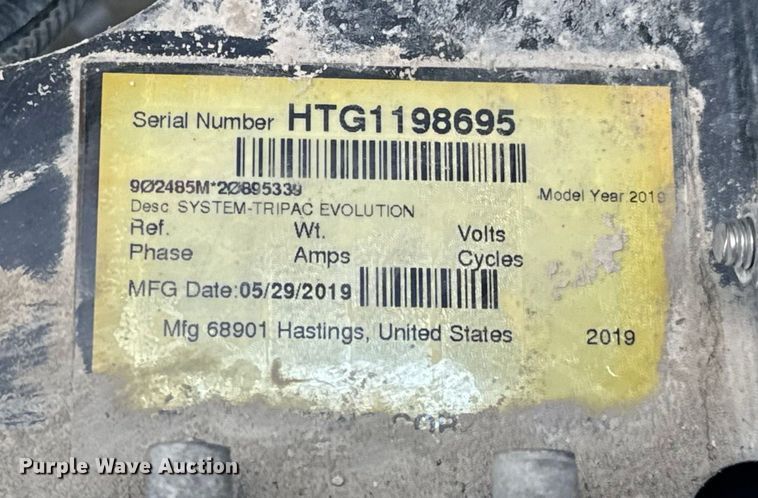 Serial Number HTG1198695
9Ø2485M*2Ø895339
Model Year 2019
Desc SYSTEM-TRIPAC EVOLUTION
Ref. Wt. Volts
Phase Amps Cycles
MFG Date:05/29/2019
Mfg 68901 Hastings, United States 2019
Purple Wave Auction